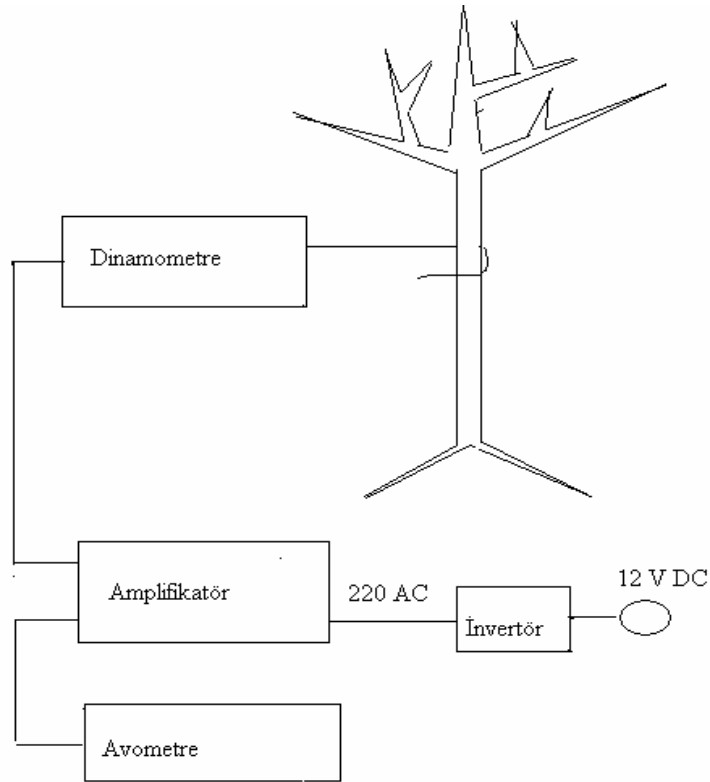 Dinamometre
12 V DC
Amplifikatör
220 AC
İnvertör
Avometre